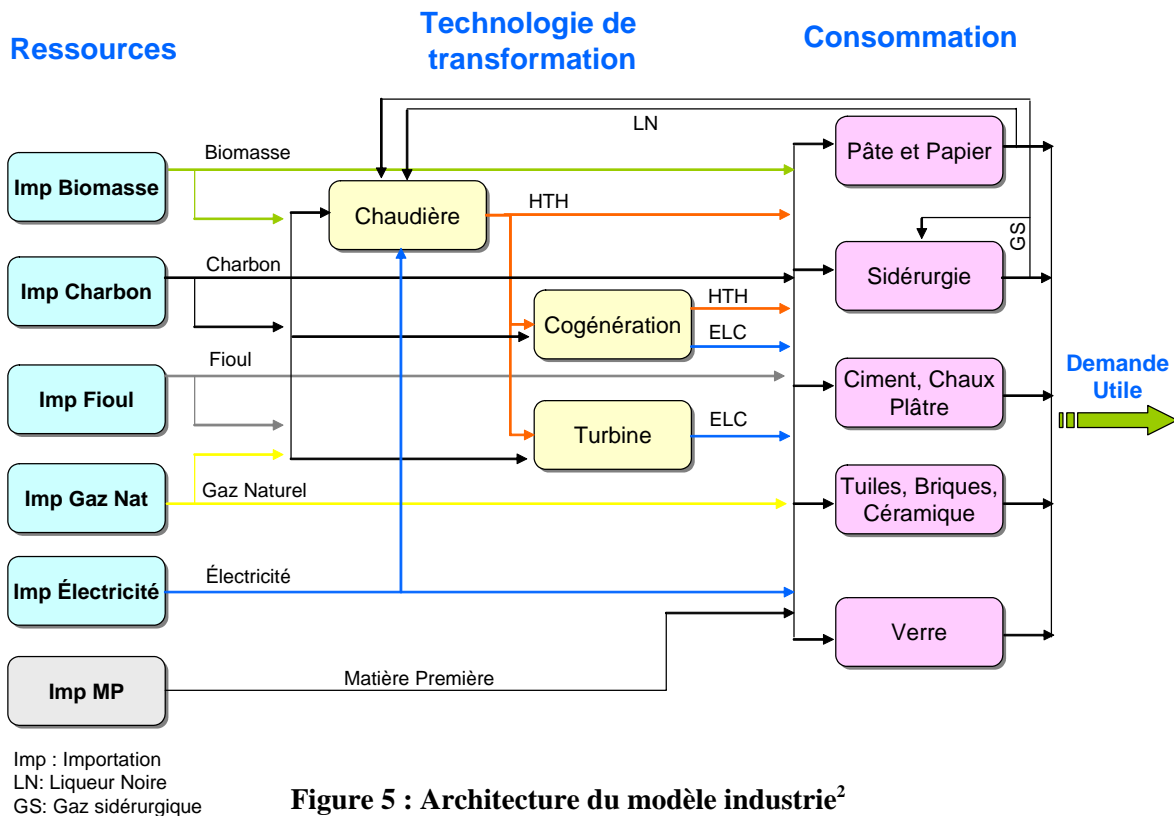 Ressources
Technologie de
transformation
Consommation
Imp Biomasse
Imp Charbon
Imp Fioul
Imp Gaz Nat
Imp Électricité
Imp MP
Biomasse
Charbon
Fioul
Gaz Naturel
Électricité
Matière Première
LN
Chaudière
HTH
Cogénération
HTH
ELC
Turbine
ELC
Pâte et Papier
GS
Sidérurgie
Ciment, Chaux
Plâtre
Tuiles, Briques,
Céramique
Verre
Demande
Utile
Imp : Importation
LN: Liqueur Noire
GS: Gaz sidérurgique
Figure 5 : Architecture du modèle industrie²